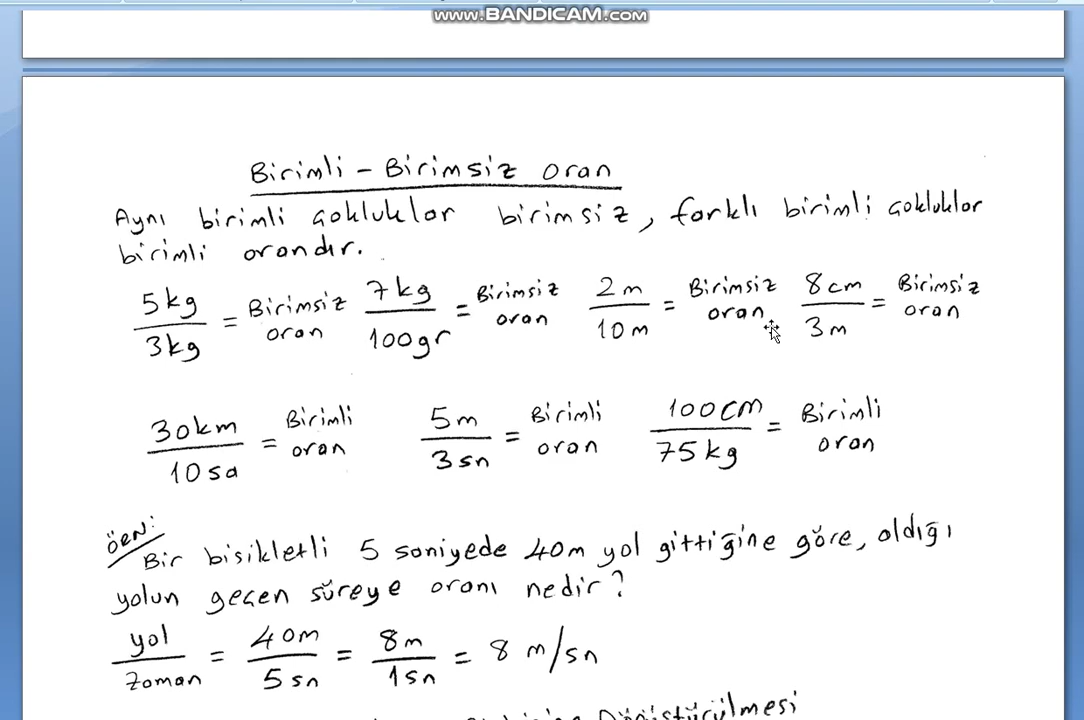 www.BANDICAM.com
Birimli - Birimsiz Oran
Aynı birimli çokluklar birimsiz, farklı birimli çokluklar
birimli orandır.
5kg/3kg = Birimsiz oran 7kg/100gr = Birimsiz oran 2m/10m = Birimsiz oran 8cm/3m = Birimsiz oran
30km/10sa = Birimli oran 5m/3sn = Birimli oran 100cm/75kg = Birimli oran
ÖRN:
Bir bisikletli 5 saniyede 40m yol gittiğine göre, aldığı
yolun geçen süreye oranı nedir?
yol/zaman = 40m/5sn = 8m/1sn = 8 m/sn
Dönüştürülmesi